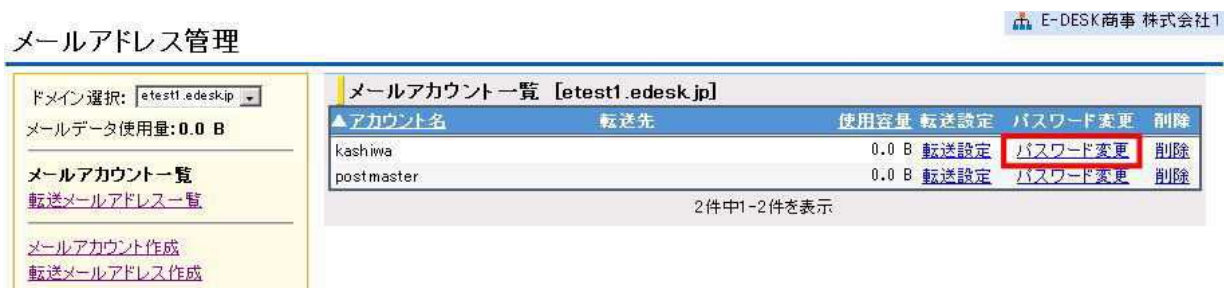 E-DESK商事 株式会社1
メールアドレス管理
ドメイン選択: etest1.edesk.jp
メールデータ使用量:0.0 B
メールアカウント一覧
転送メールアドレス一覧
メールアカウント作成
転送メールアドレス作成
メールアカウント一覧 [etest1.edesk.jp]
▲アカウント名 転送先 使用容量 転送設定 パスワード変更 削除
kashiwa 0.0 B 転送設定 パスワード変更 削除
postmaster 0.0 B 転送設定 パスワード変更 削除
2件中1-2件を表示